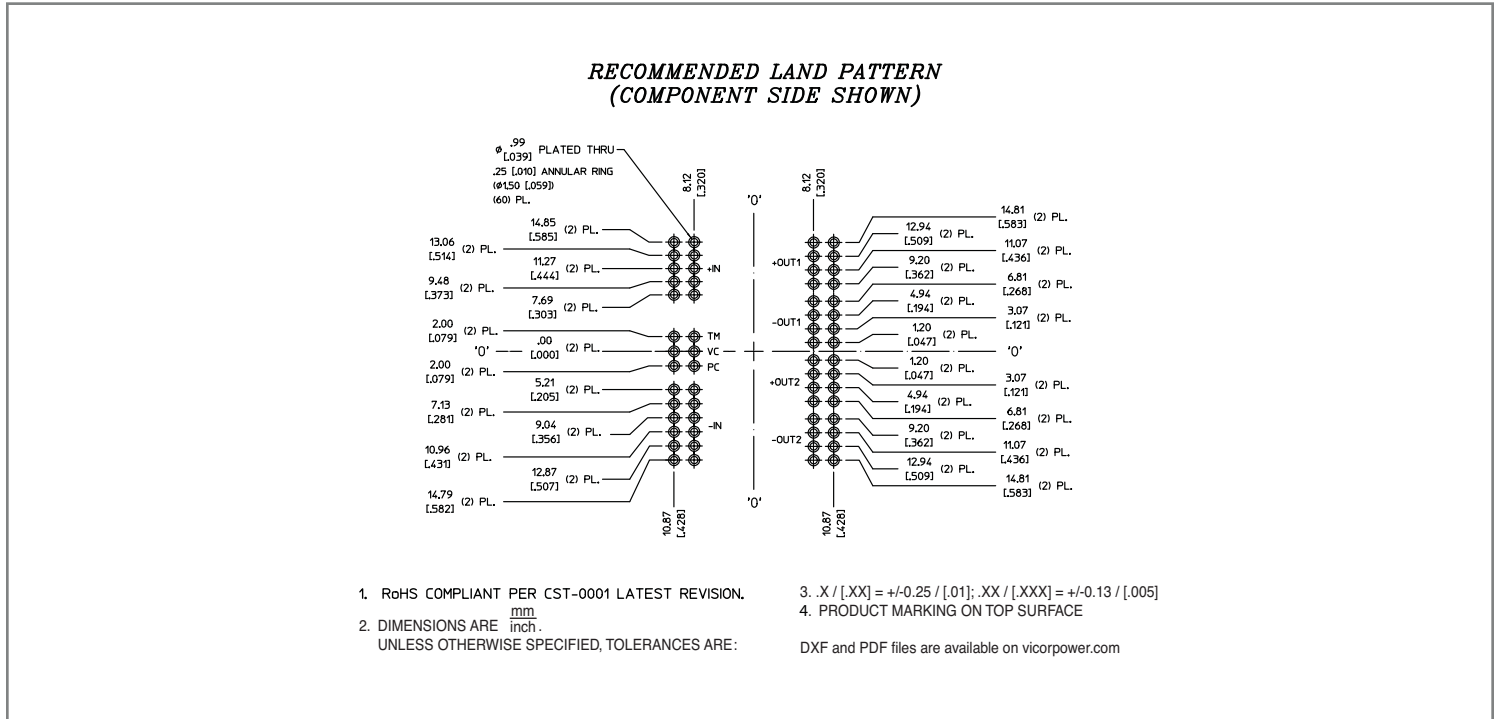 RECOMMENDED LAND PATTERN
(COMPONENT SIDE SHOWN)
ø .99
[.039] PLATED THRU
.25 [.010] ANNULAR RING
(ø1.50 [.059])
(60) PL.
8.12
[.320]
8.12
[.320]
'0'
14.85
[.585] (2) PL.
13.06
[.514] (2) PL.
11.27
[.444] (2) PL.
9.48
[.373] (2) PL.
7.69
[.303] (2) PL.
2.00
[.079] (2) PL.
'0'
.00
[.000] (2) PL.
2.00
[.079] (2) PL.
5.21
[.205] (2) PL.
7.13
[.281] (2) PL.
9.04
[.356] (2) PL.
10.96
[.431] (2) PL.
12.87
[.507] (2) PL.
14.79
[.582] (2) PL.
+IN
TM
VC
PC
-IN
10.87
[.428]
'0'
+OUT1
-OUT1
+OUT2
-OUT2
10.87
[.428]
14.81
[.583] (2) PL.
12.94
[.509] (2) PL.
11.07
[.436] (2) PL.
9.20
[.362] (2) PL.
6.81
[.268] (2) PL.
4.94
[.194] (2) PL.
3.07
[.121] (2) PL.
1.20
[.047] (2) PL.
'0'
1.20
[.047] (2) PL.
3.07
[.121] (2) PL.
4.94
[.194] (2) PL.
6.81
[.268] (2) PL.
9.20
[.362] (2) PL.
11.07
[.436] (2) PL.
12.94
[.509] (2) PL.
14.81
[.583] (2) PL.
1. RoHS COMPLIANT PER CST-0001 LATEST REVISION.
2. DIMENSIONS ARE mm
inch.
UNLESS OTHERWISE SPECIFIED, TOLERANCES ARE:
3. .X / [.XX] = +/-0.25 / [.01]; .XX / [.XXX] = +/-0.13 / [.005]
4. PRODUCT MARKING ON TOP SURFACE
DXF and PDF files are available on vicorpower.com